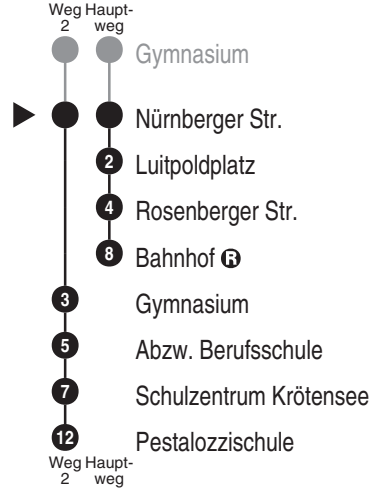 Weg Haupt-
2 weg
Gymnasium
Nürnberger Str.
2 Luitpoldplatz
4 Rosenberger Str.
8 Bahnhof R
3 Gymnasium
5 Abzw. Berufsschule
7 Schulzentrum Krötensee
12 Pestalozzischule
Weg Haupt-
2 weg